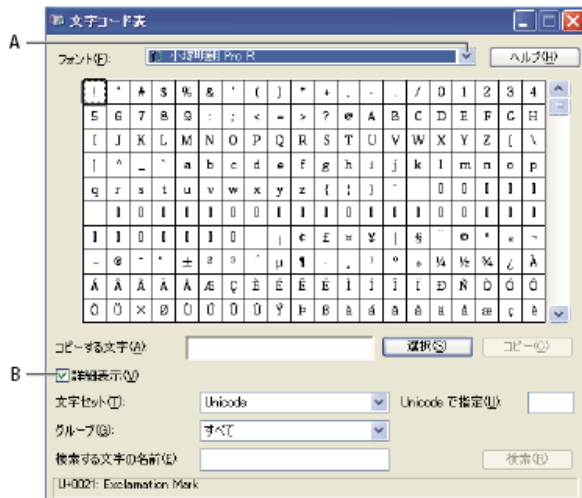 文字コード表
A
フォント(F):
小塚明朝 Pro R
ヘルプ(H)
! " # $ % & ' ( ) * + , - . / 0 1 2 3 4
5 6 7 8 9 : ; < = > ? @ A B C D E F G H
I J K L M N O P Q R S T U V W X Y Z [ \
] ^ _ ` a b c d e f g h i j k l m n o p
q r s t u v w x y z { | }
¡ ¢ £ ¤ ¥ ¦ § ¨ © ª « ¬
- ® ¯ ° ± ² ³ ´ µ ¶ · ¸ ¹ º » ¼ ½ ¾ ¿ À
Á Â Ã Ä Å Æ Ç È É Ê Ë Ì Í Î Ï Ð Ñ Ò Ó Ô
Õ Ö × Ø Ù Ú Û Ü Ý Þ ß à á â ã ä å æ ç è
コピーする文字(A):
選択(S)
コピー(C)
B
詳細表示(V)
文字セット(T):
Unicode
Unicode で指定(U):
グループ(G):
すべて
検索する文字の名前(E):
検索(R)
U+0021: Exclamation Mark